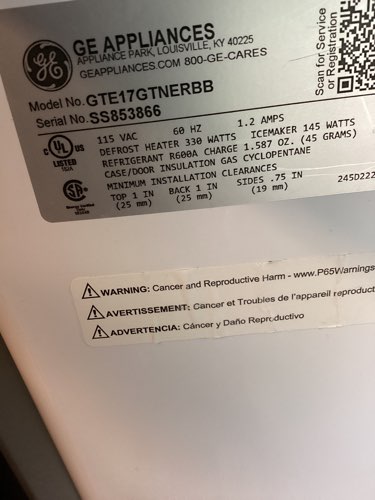 GE APPLIANCES
APPLIANCE PARK, LOUISVILLE, KY 40225
GEAPPLIANCES.COM 800-GE-CARES
Scan for Service
or Registration
Model No. GTE17GTNERBB
Serial No. SS853866
115 VAC 60 HZ 1.2 AMPS
DEFROST HEATER 330 WATTS ICEMAKER 145 WATTS
REFRIGERANT R600A CHARGE 1.587 OZ. (45 GRAMS)
CASE/DOOR INSULATION GAS CYCLOPENTANE
MINIMUM INSTALLATION CLEARANCES
TOP 1 IN BACK 1 IN SIDES .75 IN
(25 mm) (25 mm) (19 mm) 245D222
C UL US
LISTED
GE
WARNING: Cancer and Reproductive Harm - www.P65Warnings
AVERTISSEMENT: Cancer et Troubles de l'appareil reproduct
ADVERTENCIA: Cáncer y Daño Reproductivo